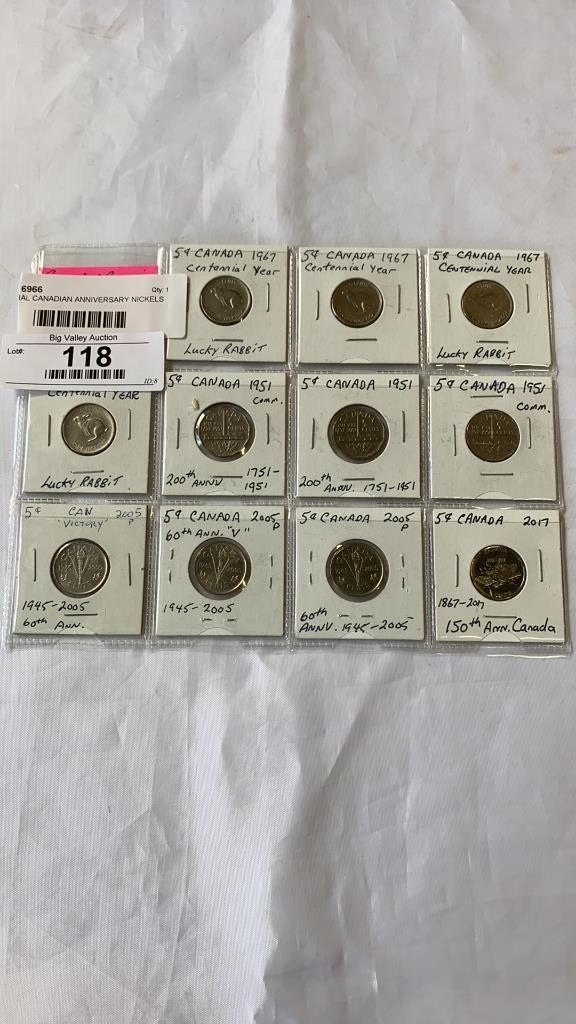 6966
Qty: 1
IAL CANADIAN ANNIVERSARY NICKELS
Big Valley Auction
Lot#:
118
ID:8
5¢ CANADA 1967
Centennial Year
Lucky RABBIT
5¢ CANADA 1967
Centennial Year
5¢ CANADA 1967
CENTENNIAL YEAR
Lucky RABBIT
Centennial YEAR
Lucky RABBIT
5¢ CANADA 1951
Comm.
200th ANNV 1751-
1951
5¢ CANADA 1951
200th ANNV. 1751-1951
5¢ CANADA 1951
Comm.
5¢ CAN 2005
"VICTORY" P
1945-2005
60th ANN.
5¢ CANADA 2005
60th ANN. "V" P
1945-2005
5¢ CANADA 2005
P
60th
ANNV. 1945-2005
5¢ CANADA 2017
1867-2017
150th ANN. Canada